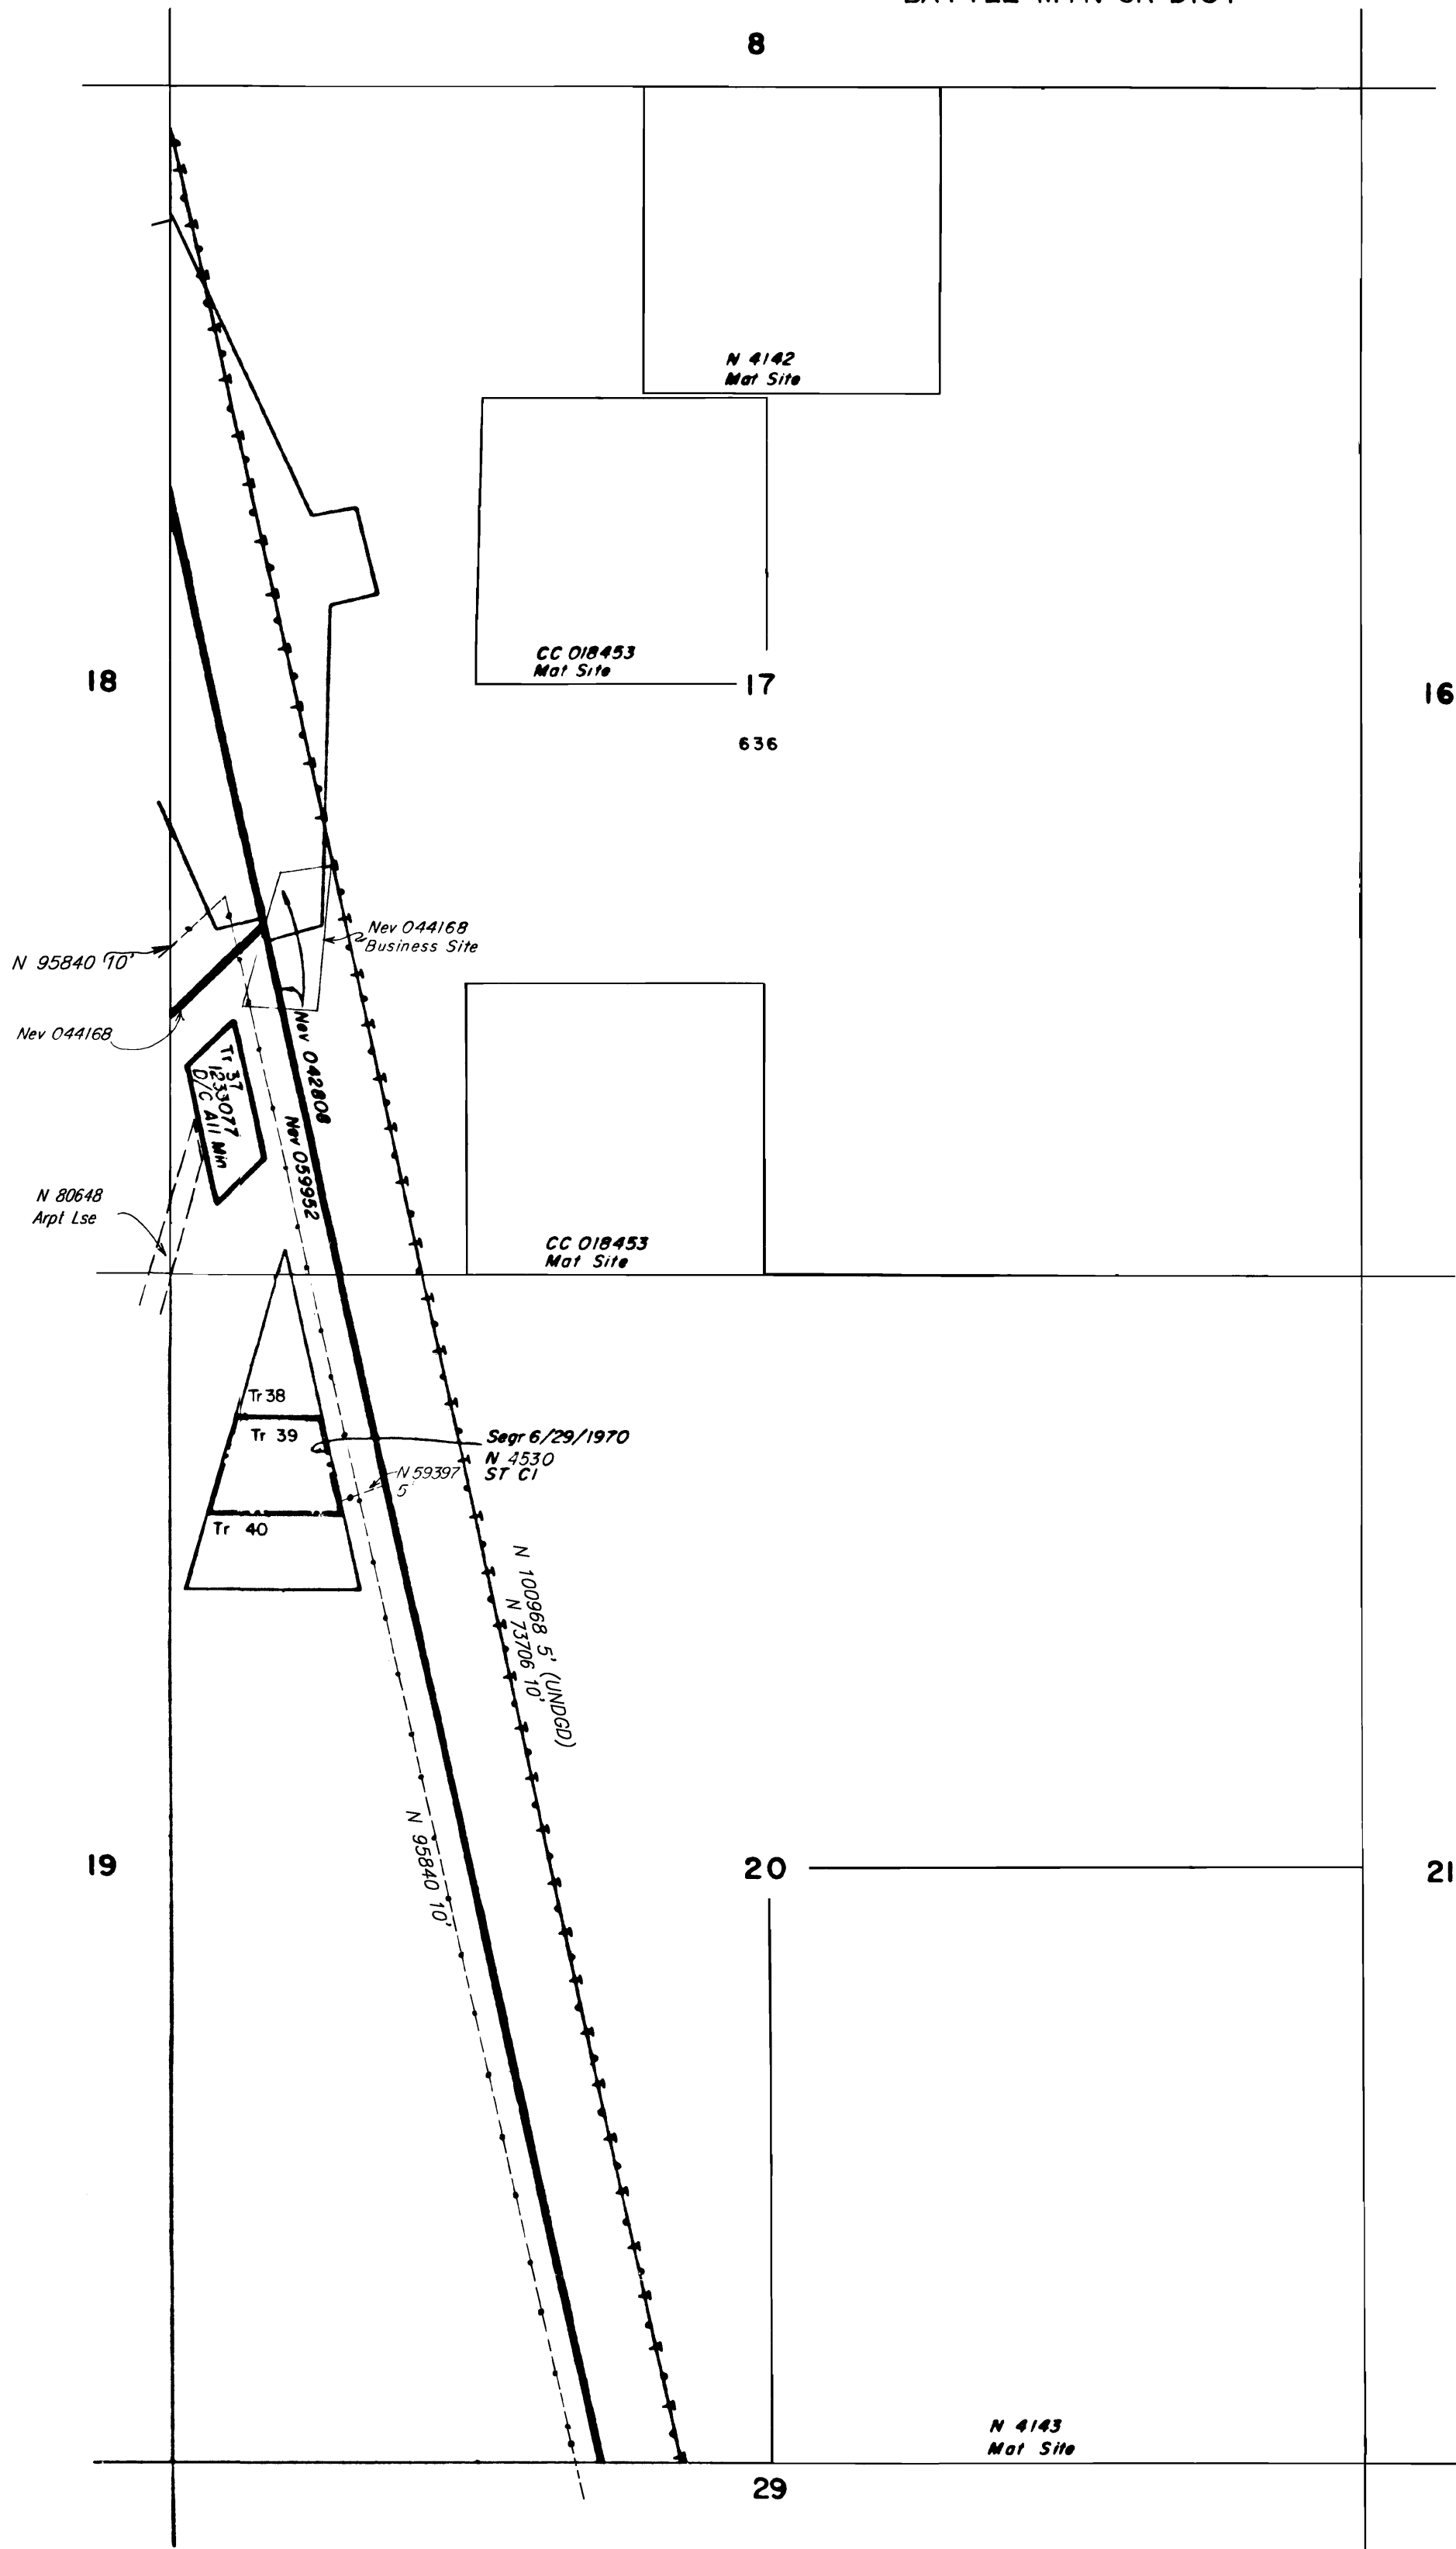 8
N 4142
Mat Site
CC 018453
Mat Site
18
17
16
636
Nev 044168
Business Site
N 95840 10'
Nev 044168
Nev 042808
Nev 059952
Tr 37
1233077
D/C All Min
N 80648
Arpt Lse
CC 018453
Mat Site
Tr 38
Tr 39
Segr 6/29/1970
N 4530
ST Cl
N 59397
5'
Tr 40
N 100968 5' (UNDGD)
N 73706 10'
N 95840 10'
19
20
21
N 4143
Mat Site
29